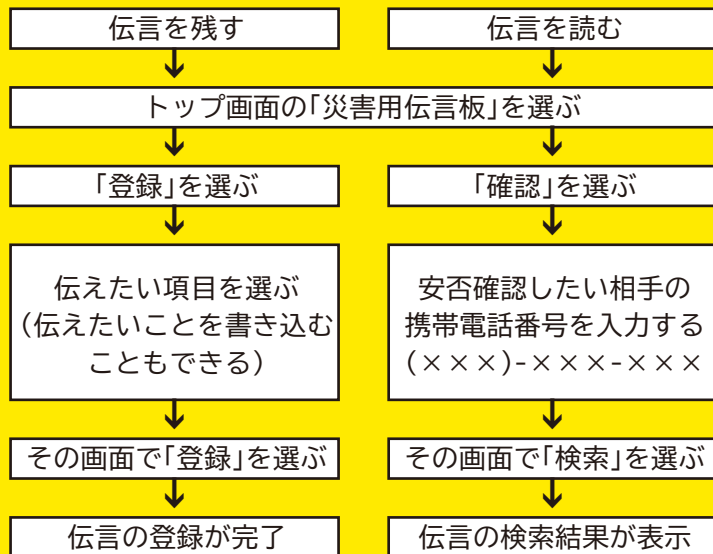 伝言を残す
伝言を読む
トップ画面の「災害用伝言板」を選ぶ
「登録」を選ぶ
「確認」を選ぶ
伝えたい項目を選ぶ
(伝えたいことを書き込む
こともできる)
安否確認したい相手の
携帯電話番号を入力する
(×××)-×××-×××
その画面で「登録」を選ぶ
その画面で「検索」を選ぶ
伝言の登録が完了
伝言の検索結果が表示